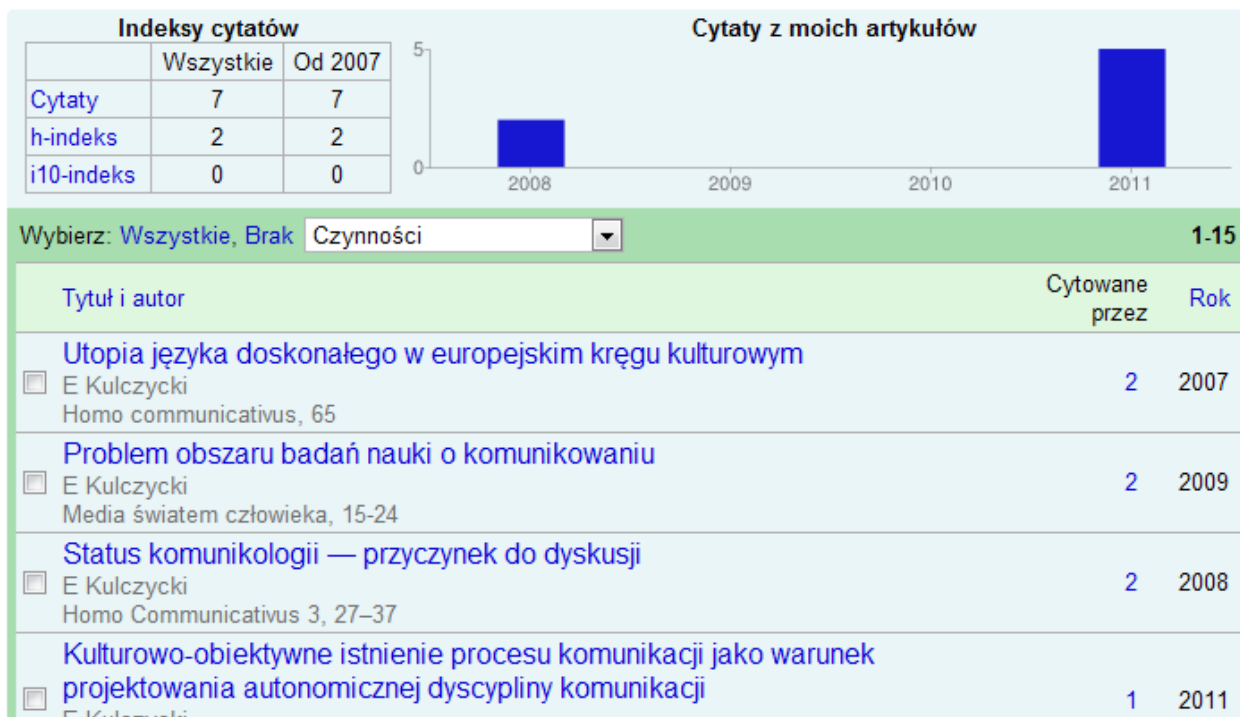 Indeksy cytatów
Wszystkie Od 2007
Cytaty 7 7
h-indeks 2 2
i10-indeks 0 0
Cytaty z moich artykułów
5
0
2008 2009 2010 2011
Wybierz: Wszystkie, Brak Czynności 1-15
Tytuł i autor Cytowane przez Rok
Utopia języka doskonałego w europejskim kręgu kulturowym
E Kulczycki 2 2007
Homo communicativus, 65
Problem obszaru badań nauki o komunikowaniu
E Kulczycki 2 2009
Media światem człowieka, 15-24
Status komunikologii — przyczynek do dyskusji
E Kulczycki 2 2008
Homo Communicativus 3, 27–37
Kulturowo-obiektywne istnienie procesu komunikacji jako warunek
projektowania autonomicznej dyscypliny komunikacji 1 2011
E Kulczycki